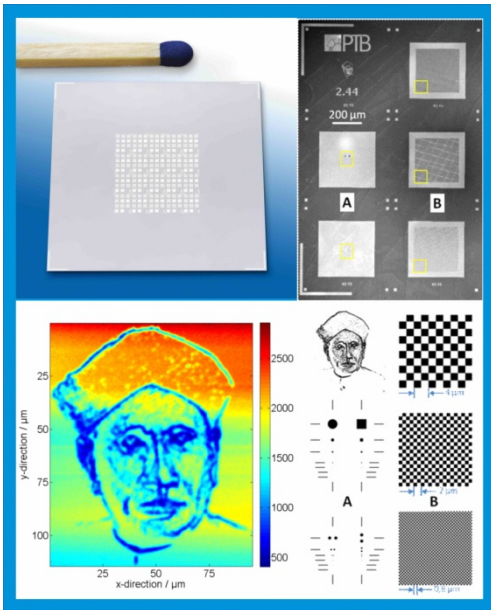 PTB
2.44
200 µm
A
B
y-direction / µm
25
50
75
100
25
50
75
x-direction / µm
2500
2000
1500
1000
500
4 µm
2 µm
A
B
0,8 µm